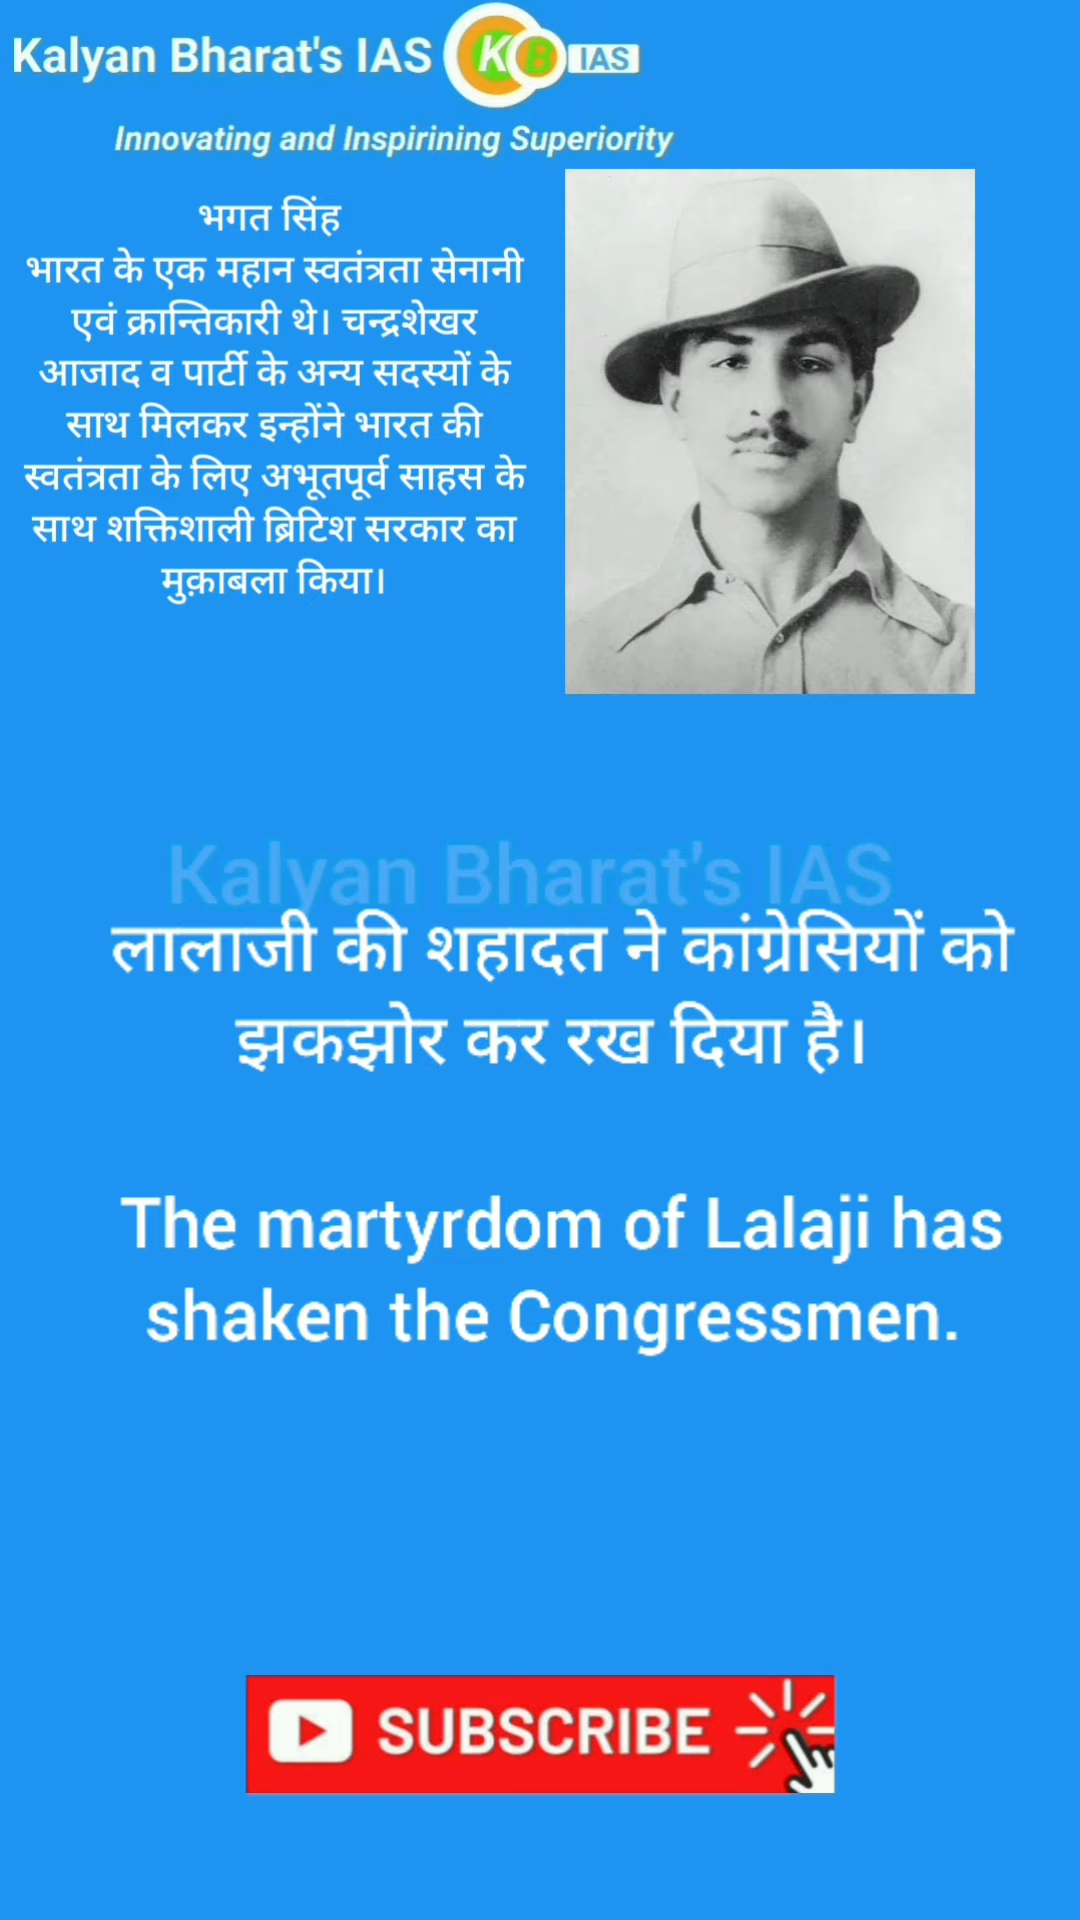 Kalyan Bharat's IAS KB IAS
Innovating and Inspirining Superiority
भगत सिंह
भारत के एक महान स्वतंत्रता सेनानी
एवं क्रान्तिकारी थे। चन्द्रशेखर
आजाद व पार्टी के अन्य सदस्यों के
साथ मिलकर इन्होंने भारत की
स्वतंत्रता के लिए अभूतपूर्व साहस के
साथ शक्तिशाली ब्रिटिश सरकार का
मुक़ाबला किया।
Kalyan Bharat's IAS
लालाजी की शहादत ने कांग्रेसियों को
झकझोर कर रख दिया है।
The martyrdom of Lalaji has
shaken the Congressmen.
SUBSCRIBE